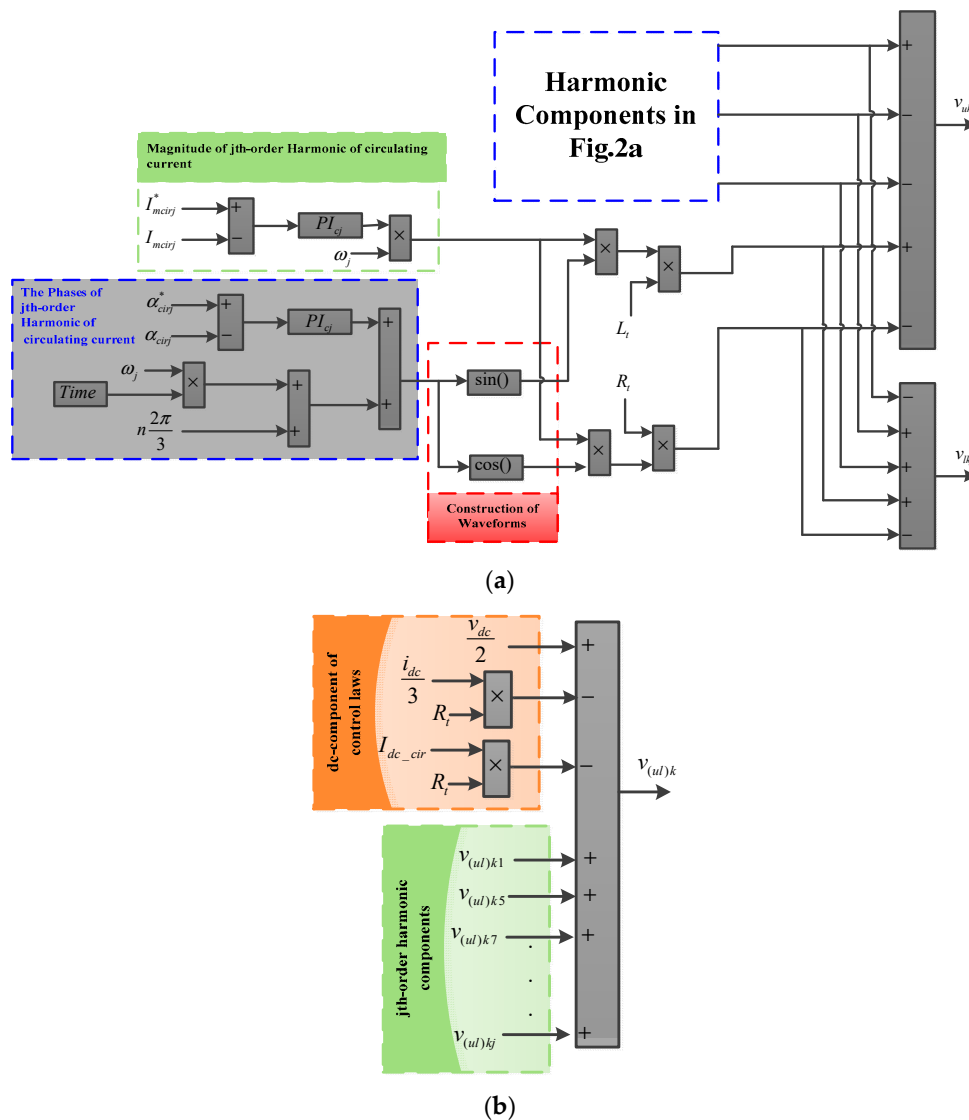 Harmonic
Components in
Fig.2a
Magnitude of jth-order Harmonic of circulating
current
I*mcirj
+
Imcirj
−
PIcj
×
ωj
The Phases of
jth-order
Harmonic of
circulating current
α*cirj
+
αcirj
−
PIcj
+
ωj
Time
×
+
+
n 2π/3
+
sin()
cos()
Construction of
Waveforms
×
×
Lt
Rt
×
×
+
−
−
+
−
vuk
−
+
+
+
−
vlk
(a)
dc-component of
control laws
vdc/2
+
idc/3
×
−
Rt
Idc_cir
×
−
Rt
v(ul)k
jth-order harmonic
components
v(ul)k1
+
v(ul)k5
+
v(ul)k7
+
.
.
.
v(ul)kj
+
(b)